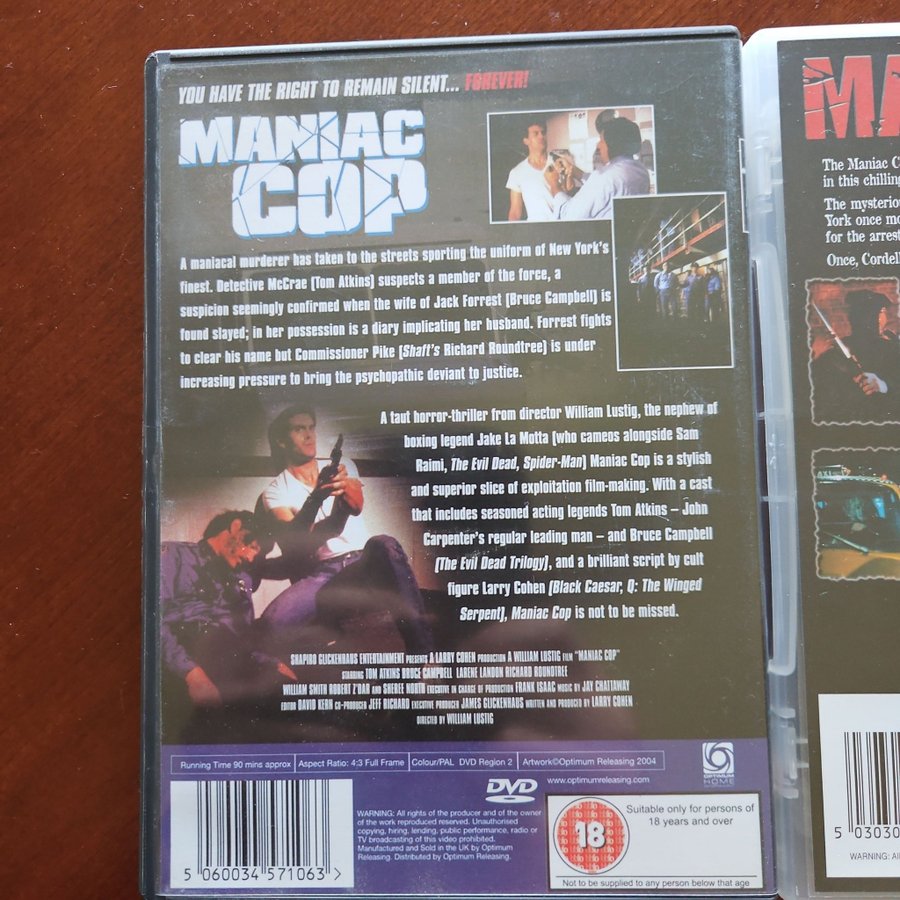 YOU HAVE THE RIGHT TO REMAIN SILENT... FOREVER!
MANIAC
COP
A maniacal murderer has taken to the streets sporting the uniform of New York's
finest. Detective McCrae (Tom Atkins) suspects a member of the force, a
suspicion seemingly confirmed when the wife of Jack Forrest (Bruce Campbell) is
found slayed; in her possession is a diary implicating her husband. Forrest fights
to clear his name but Commissioner Pike (Shaft's Richard Roundtree) is under
increasing pressure to bring the psychopathic deviant to justice.
A taut horror-thriller from director William Lustig, the nephew of
boxing legend Jake La Motta (who cameos alongside Sam
Raimi, The Evil Dead, Spider-Man) Maniac Cop is a stylish
and superior slice of exploitation film-making. With a cast
that includes seasoned acting legends Tom Atkins – John
Carpenter's regular leading man – and Bruce Campbell
(The Evil Dead Trilogy), and a brilliant script by cult
figure Larry Cohen (Black Caesar, Q: The Winged
Serpent), Maniac Cop is not to be missed.
SHAPIRO GLICKENHAUS ENTERTAINMENT PRESENTS A LARRY COHEN PRODUCTION A WILLIAM LUSTIG FILM "MANIAC COP"
STARRING TOM ATKINS BRUCE CAMPBELL LARENE LANDON RICHARD ROUNDTREE
WILLIAM SMITH ROBERT Z'DAR AND SHEREE NORTH EXECUTIVE IN CHARGE OF PRODUCTION FRANK ISAAC MUSIC BY JAY CHATTAWAY
EDITOR DAVID KERN CO-PRODUCER JEFF RICHARD EXECUTIVE PRODUCER JAMES GLICKENHAUS WRITTEN AND PRODUCED BY LARRY COHEN
DIRECTED BY WILLIAM LUSTIG
Running Time 90 mins approx Aspect Ratio: 4:3 Full Frame Colour/PAL DVD Region 2 Artwork©Optimum Releasing 2004
www.optimumreleasing.com
OPTIMUM
HOME
DVD
WARNING: All rights of the producer and of the owner
of the work reproduced reserved. Unauthorised
copying, hiring, lending, public performance, radio or
TV broadcasting of this video prohibited.
Manufactured and Sold in the UK by Optimum
Releasing. Distributed by Optimum Releasing.
5 060034 571063 >
18
Suitable only for persons of
18 years and over
Not to be supplied to any person below that age
MA
The Maniac C
in this chilling
The mysteriou
York once mo
for the arrest
Once, Cordell
5 03030
WARNING: All